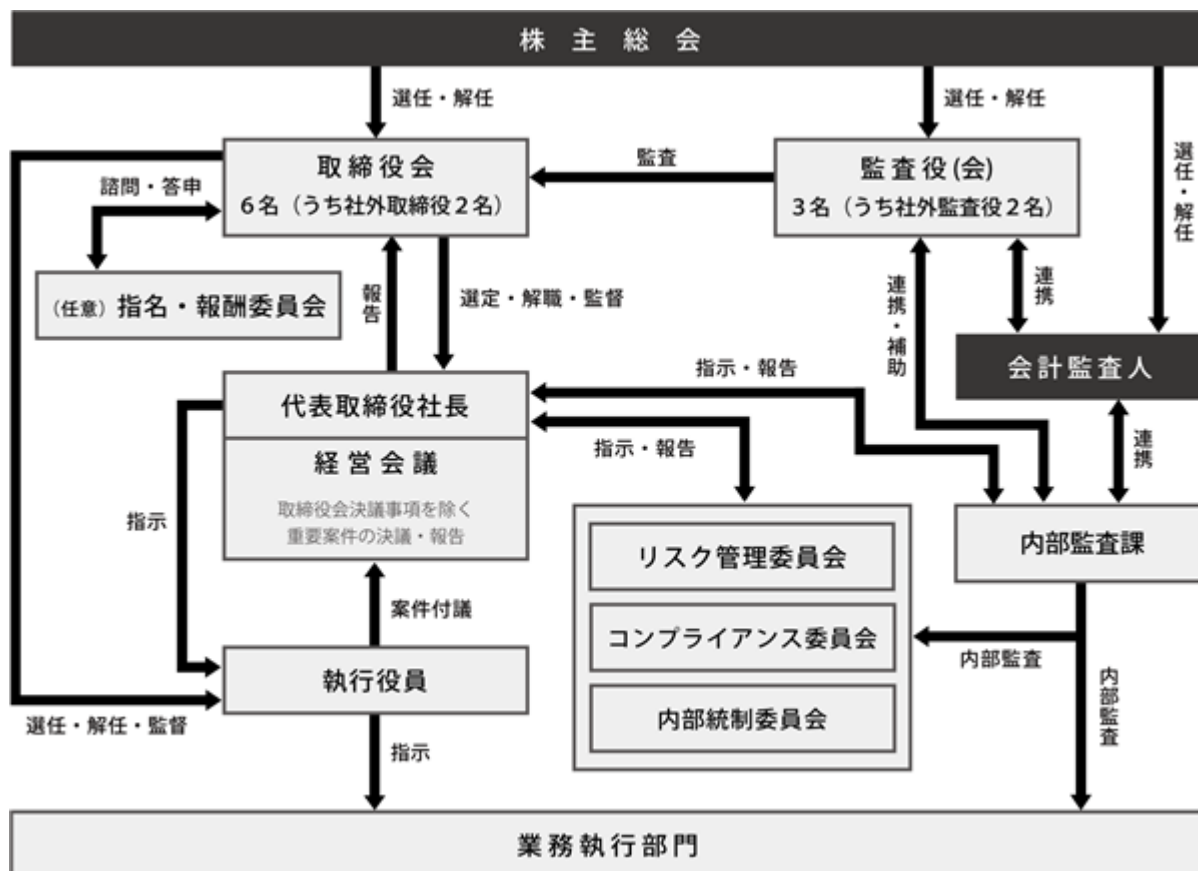 株主総会
選任・解任
選任・解任
選任・解任
取締役会
6名（うち社外取締役2名）
監査
監査役(会)
3名（うち社外監査役2名）
諮問・答申
（任意）指名・報酬委員会
報告
選定・解職・監督
連携・補助
連携
会計監査人
指示・報告
代表取締役社長
指示・報告
連携
経営会議
取締役会決議事項を除く
重要案件の決議・報告
指示
リスク管理委員会
内部監査課
案件付議
コンプライアンス委員会
内部監査
執行役員
内部統制委員会
内部監査
選任・解任・監督
指示
業務執行部門